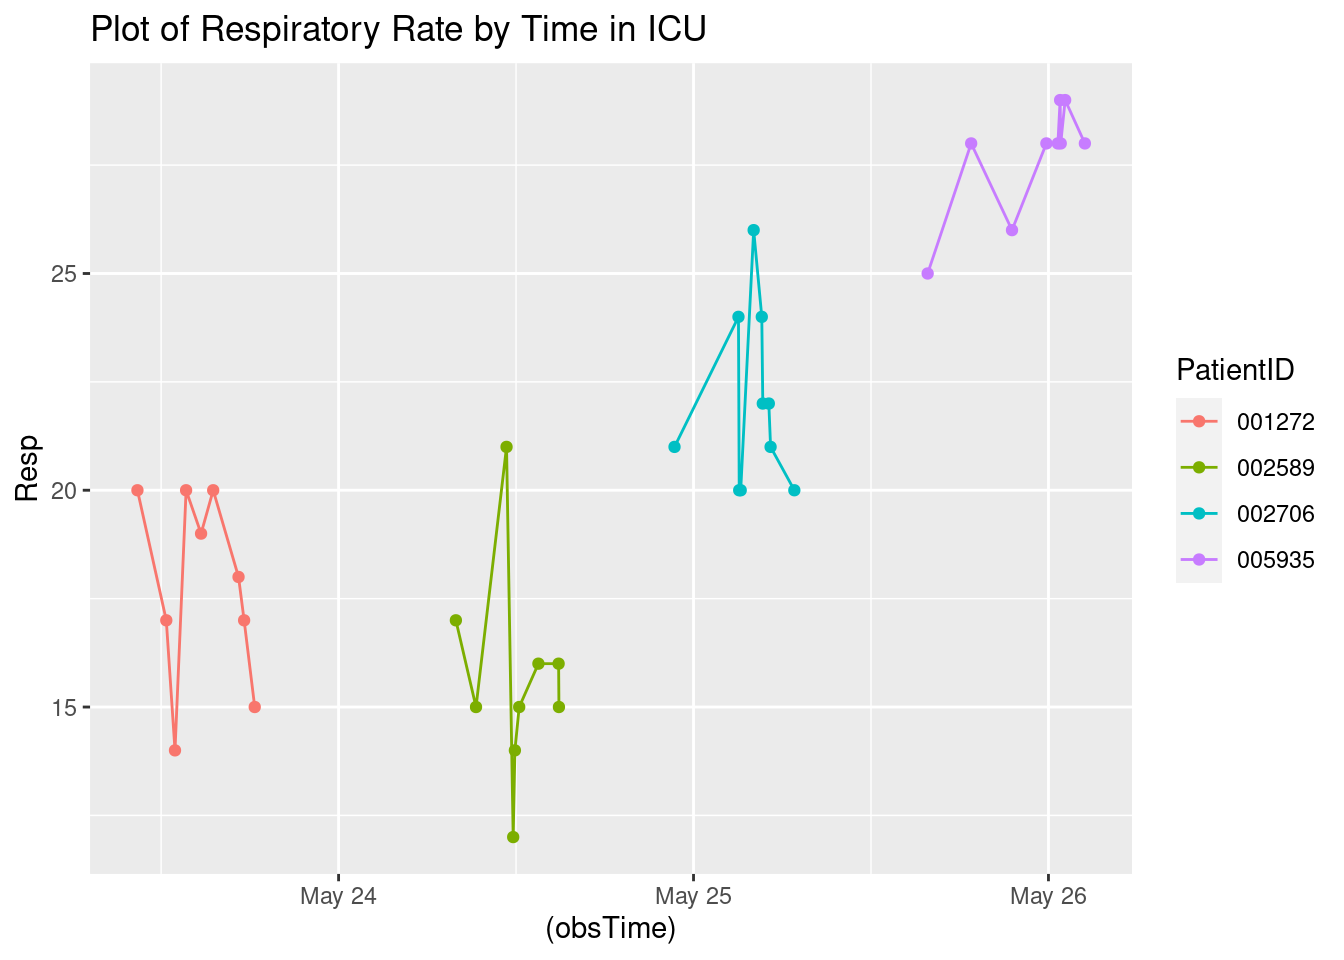 Plot of Respiratory Rate by Time in ICU
Resp
25
20
15
May 24
May 25
May 26
(obsTime)
PatientID
001272
002589
002706
005935